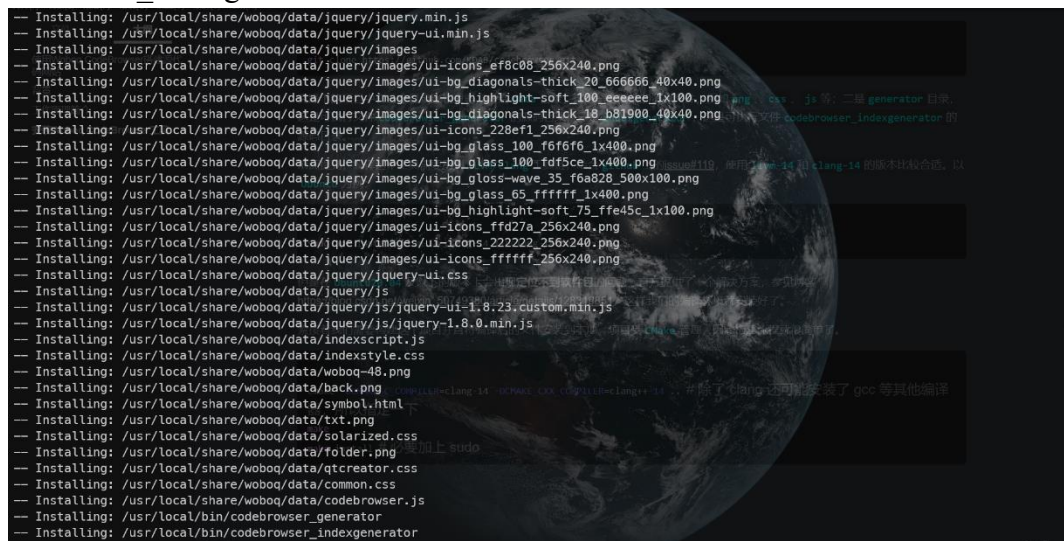 -- Installing: /usr/local/share/woboq/data/jquery/jquery.min.js
-- Installing: /usr/local/share/woboq/data/jquery/jquery-ui.min.js
-- Installing: /usr/local/share/woboq/data/jquery/images
-- Installing: /usr/local/share/woboq/data/jquery/images/ui-icons_ef8c08_256x240.png
-- Installing: /usr/local/share/woboq/data/jquery/images/ui-bg_diagonals-thick_20_666666_40x40.png
-- Installing: /usr/local/share/woboq/data/jquery/images/ui-bg_highlight-soft_100_eeeeee_1x100.png
-- Installing: /usr/local/share/woboq/data/jquery/images/ui-bg_diagonals-thick_18_b81900_40x40.png
-- Installing: /usr/local/share/woboq/data/jquery/images/ui-icons_228ef1_256x240.png
-- Installing: /usr/local/share/woboq/data/jquery/images/ui-bg_glass_100_f6f6f6_1x400.png
-- Installing: /usr/local/share/woboq/data/jquery/images/ui-bg_glass_100_fdf5ce_1x400.png
-- Installing: /usr/local/share/woboq/data/jquery/images/ui-bg_gloss-wave_35_f6a828_500x100.png
-- Installing: /usr/local/share/woboq/data/jquery/images/ui-bg_glass_65_ffffff_1x400.png
-- Installing: /usr/local/share/woboq/data/jquery/images/ui-bg_highlight-soft_75_ffe45c_1x100.png
-- Installing: /usr/local/share/woboq/data/jquery/images/ui-icons_ffd27a_256x240.png
-- Installing: /usr/local/share/woboq/data/jquery/images/ui-icons_222222_256x240.png
-- Installing: /usr/local/share/woboq/data/jquery/images/ui-icons_ffffff_256x240.png
-- Installing: /usr/local/share/woboq/data/jquery/jquery-ui.css
-- Installing: /usr/local/share/woboq/data/jquery/js
-- Installing: /usr/local/share/woboq/data/jquery/js/jquery-ui-1.8.23.custom.min.js
-- Installing: /usr/local/share/woboq/data/jquery/js/jquery-1.8.0.min.js
-- Installing: /usr/local/share/woboq/data/indexscript.js
-- Installing: /usr/local/share/woboq/data/indexstyle.css
-- Installing: /usr/local/share/woboq/data/woboq-48.png
-- Installing: /usr/local/share/woboq/data/back.png
-- Installing: /usr/local/share/woboq/data/symbol.html
-- Installing: /usr/local/share/woboq/data/txt.png
-- Installing: /usr/local/share/woboq/data/solarized.css
-- Installing: /usr/local/share/woboq/data/folder.png
-- Installing: /usr/local/share/woboq/data/qtcreator.css
-- Installing: /usr/local/share/woboq/data/common.css
-- Installing: /usr/local/share/woboq/data/codebrowser.js
-- Installing: /usr/local/bin/codebrowser_generator
-- Installing: /usr/local/bin/codebrowser_indexgenerator